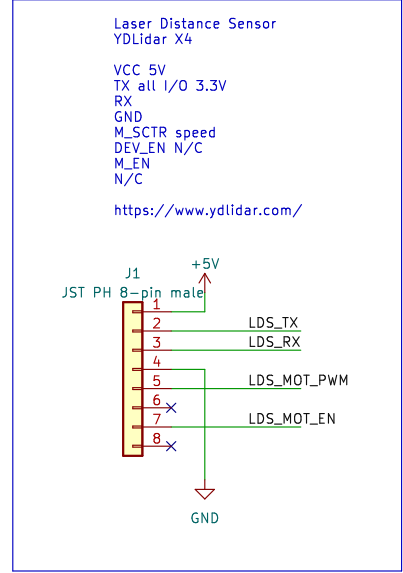 Laser Distance Sensor
YDLidar X4
VCC 5V
TX all I/O 3.3V
RX
GND
M_SCTR speed
DEV_EN N/C
M_EN
N/C
https://www.ydlidar.com/
+5V
J1
JST PH 8-pin male
1
2 LDS_TX
3 LDS_RX
4
5 LDS_MOT_PWM
6
7 LDS_MOT_EN
8
GND